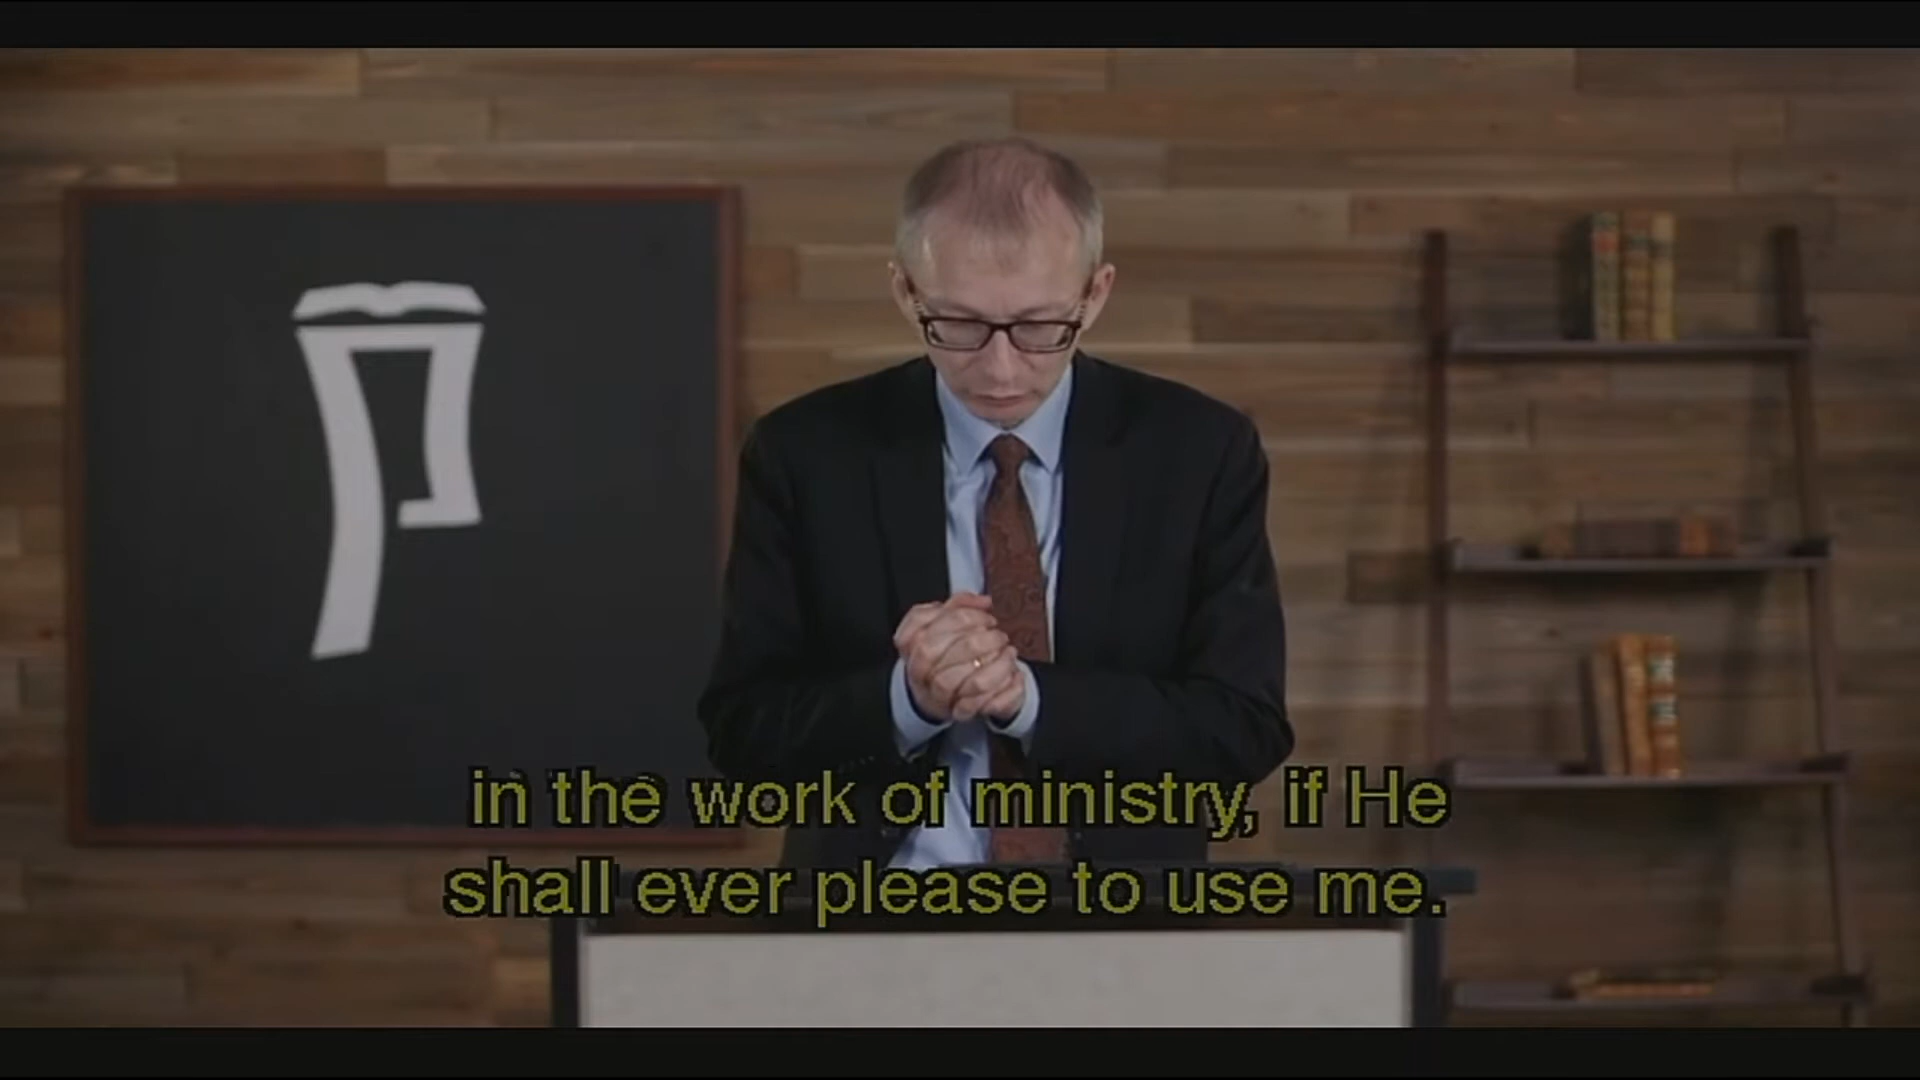 in the work of ministry, if He
shall ever please to use me.